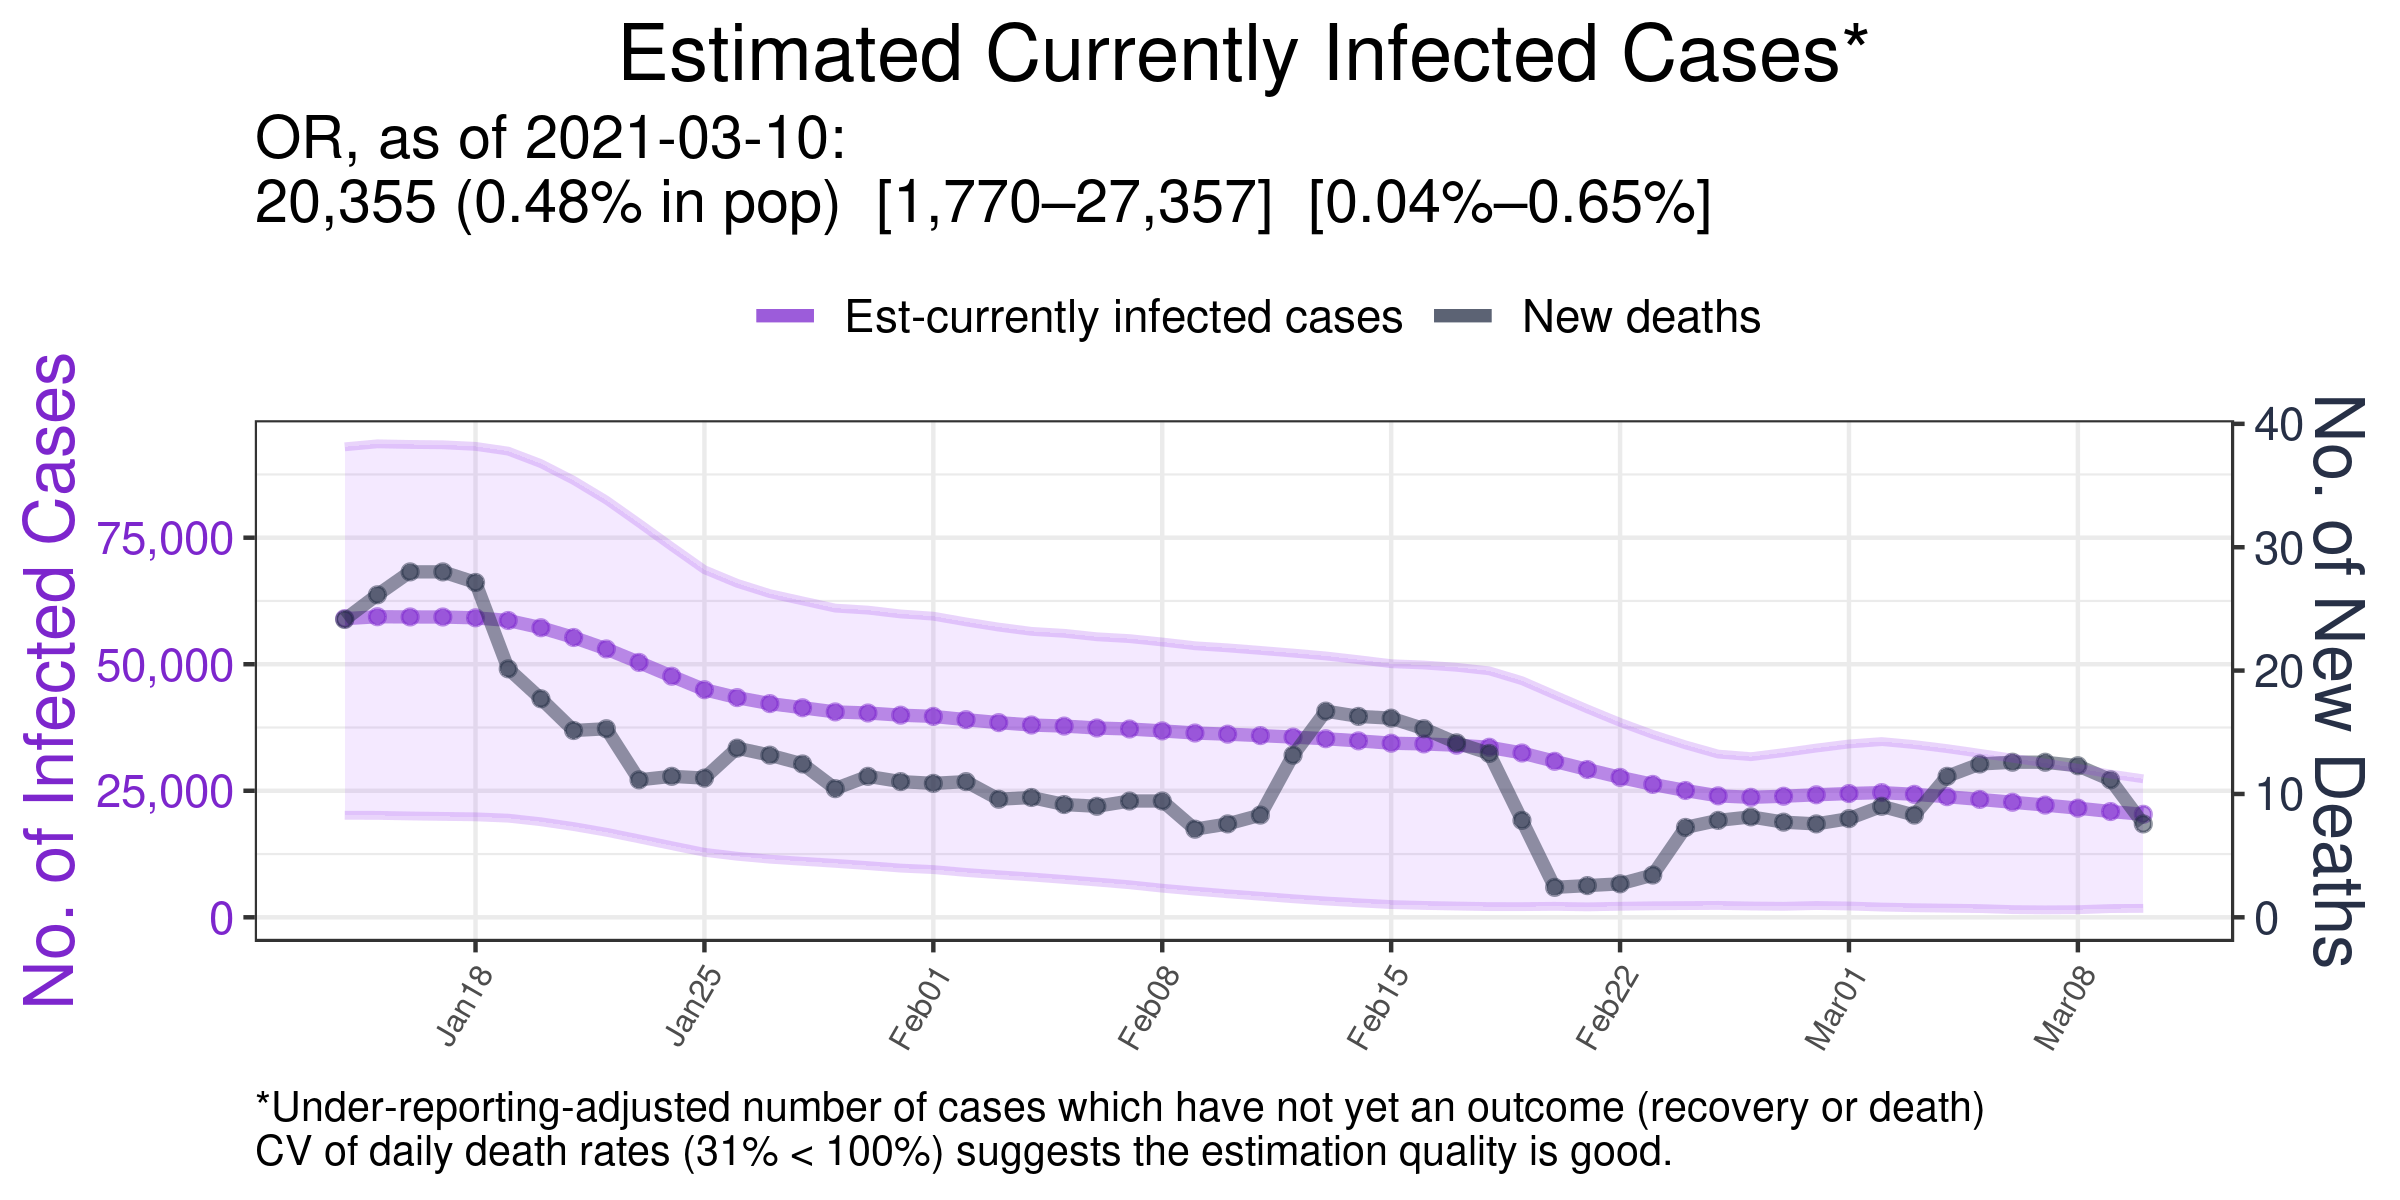 Estimated Currently Infected Cases*
OR, as of 2021-03-10:
20,355 (0.48% in pop) [1,770–27,357] [0.04%–0.65%]
Est-currently infected cases
New deaths
No. of Infected Cases
75,000
50,000
25,000
0
40
30
20
10
0
No. of New Deaths
Jan18
Jan25
Feb01
Feb08
Feb15
Feb22
Mar01
Mar08
*Under-reporting-adjusted number of cases which have not yet an outcome (recovery or death)
CV of daily death rates (31% < 100%) suggests the estimation quality is good.